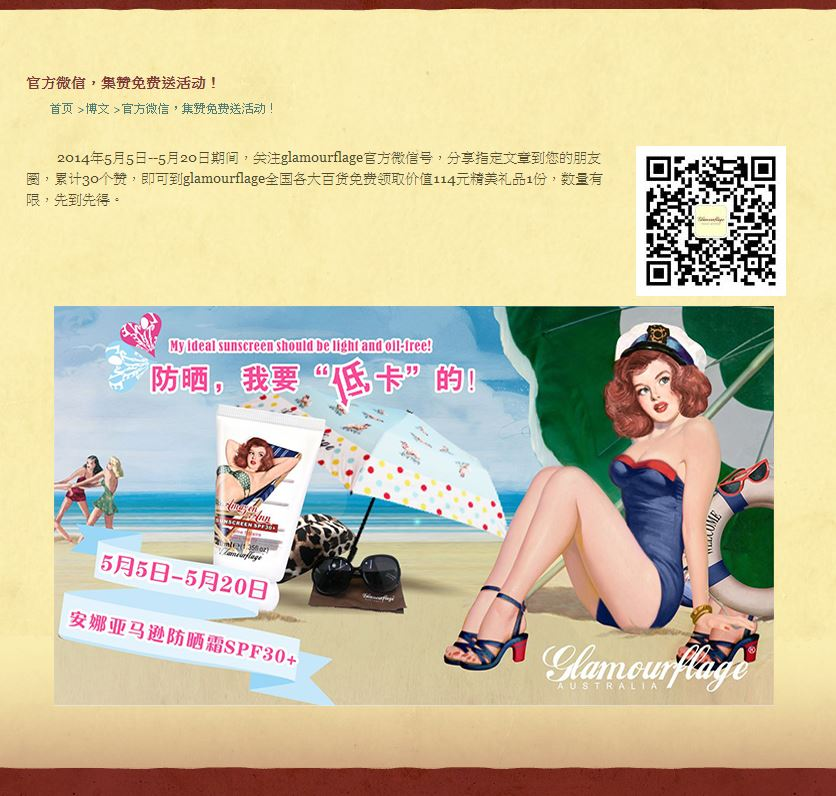 官方微信，集赞免费送活动！
首页 >博文 >官方微信，集赞免费送活动！
2014年5月5日--5月20日期间，关注glamourflage官方微信号，分享指定文章到您的朋友
圈，累计30个赞，即可到glamourflage全国各大百货免费领取价值114元精美礼品1份，数量有
限，先到先得。
Glamourflage
My ideal sunscreen should be light and oil-free!
防晒，我要“低卡”的！
Ann
SUNSCREEN SPF30+
Glamourflage
Glamourflage
WELCOME
5月5日-5月20日
安娜亚马逊防晒霜SPF30+
Glamourflage®
AUSTRALIA